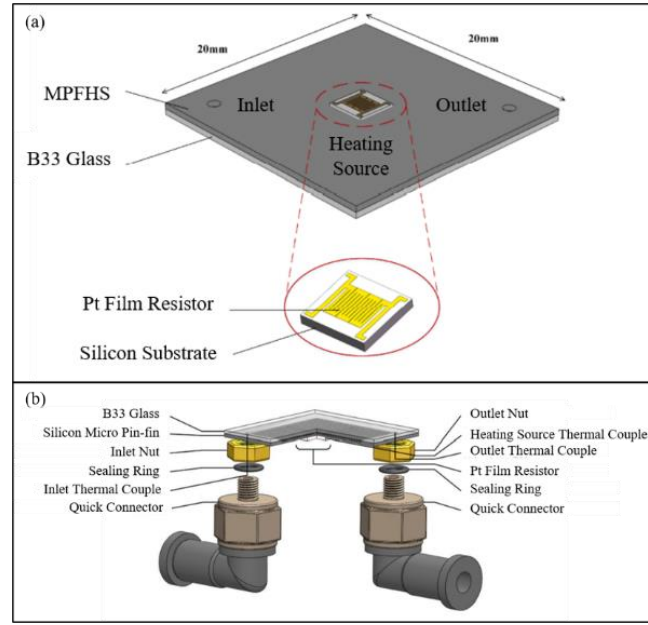 (a)
20mm
20mm
MPFHS
Inlet
Outlet
B33 Glass
Heating
Source
Pt Film Resistor
Silicon Substrate
(b)
B33 Glass
Silicon Micro Pin-fin
Inlet Nut
Sealing Ring
Inlet Thermal Couple
Quick Connector
Outlet Nut
Heating Source Thermal Couple
Outlet Thermal Couple
Pt Film Resistor
Sealing Ring
Quick Connector